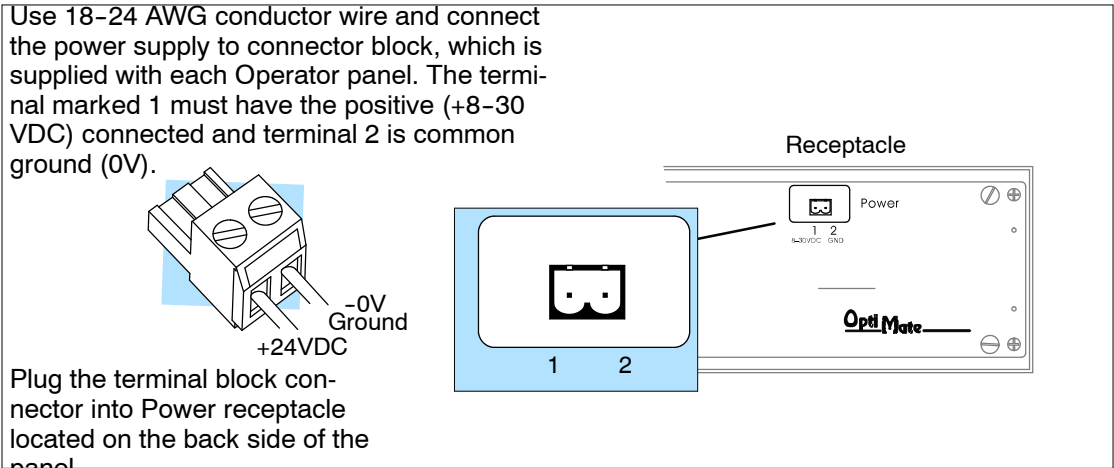 Use 18-24 AWG conductor wire and connect
the power supply to connector block, which is
supplied with each Operator panel. The termi-
nal marked 1 must have the positive (+8-30
VDC) connected and terminal 2 is common
ground (0V).
Receptacle
Power
1 2
8-30VDC GND
-0V
Ground
+24VDC
1 2
OptiMate
Plug the terminal block con-
nector into Power receptacle
located on the back side of the
panel